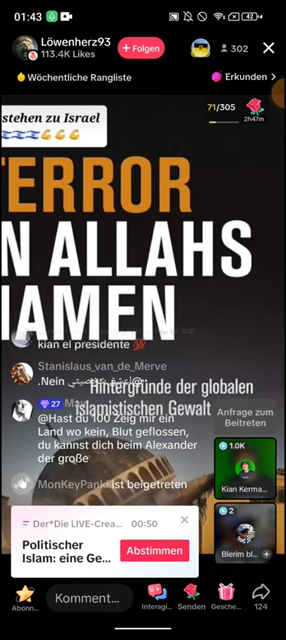 01:43
42
Löwenherz93
113.4K Likes
+ Folgen
302
Wöchentliche Rangliste
Erkunden >
stehen zu Israel
71/305
2h47m
TERROR
N ALLAHS
NAMEN
kian el presidente 💯
Stanislaus_van_de_Merve
.Nein
Hintergründe der globalen
islamistischen Gewalt
27
@Hast du 100 Zeig mir ein
Land wo kein, Blut geflossen,
du kannst dich beim Alexander
der große
Anfrage zum
Beitreten
MonKeyPanki ist beigetreten
1.0K
Kian Kerma...
2
Blerim bl...
Der*Die LIVE-Crea...
00:50
Politischer
Islam: eine Ge...
Abstimmen
Abonn...
Komment...
Interagi...
Senden
Gesche...
124